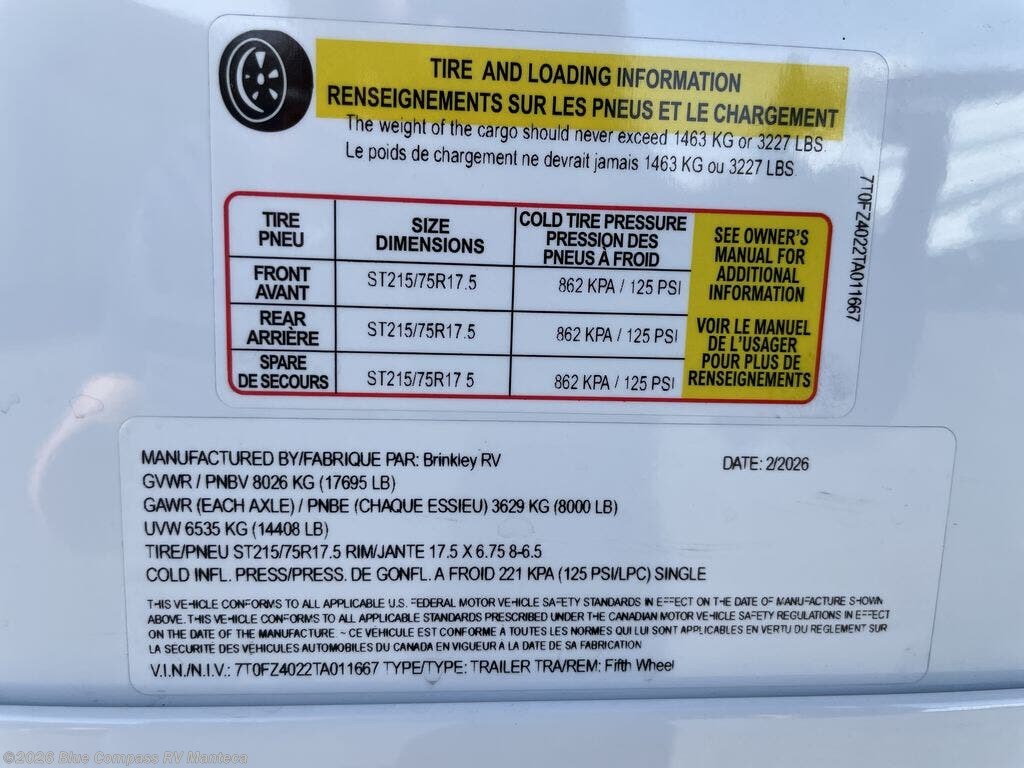 TIRE AND LOADING INFORMATION
RENSEIGNEMENTS SUR LES PNEUS ET LE CHARGEMENT
The weight of the cargo should never exceed 1463 KG or 3227 LBS.
Le poids de chargement ne devrait jamais 1463 KG ou 3227 LBS.
TIRE PNEU
SIZE DIMENSIONS
COLD TIRE PRESSURE PRESSION DES PNEUS À FROID
FRONT AVANT
ST215/75R17.5
862 KPA / 125 PSI
REAR ARRIÈRE
ST215/75R17.5
862 KPA / 125 PSI
SPARE DE SECOURS
ST215/75R17.5
862 KPA / 125 PSI
SEE OWNER'S
MANUAL FOR
ADDITIONAL
INFORMATION
VOIR LE MANUEL
DE L'USAGER
POUR PLUS DE
RENSEIGNEMENTS
7T0FZ4022TA011667
MANUFACTURED BY/FABRIQUE PAR: Brinkley RV DATE: 2/2026
GVWR / PNBV 8026 KG (17695 LB)
GAWR (EACH AXLE) / PNBE (CHAQUE ESSIEU) 3629 KG (8000 LB)
UVW 6535 KG (14408 LB)
TIRE/PNEU ST215/75R17.5 RIM/JANTE 17.5 X 6.75 8-6.5
COLD INFL. PRESS/PRESS. DE GONFL. A FROID 221 KPA (125 PSI/LPC) SINGLE
THIS VEHICLE CONFORMS TO ALL APPLICABLE U.S. FEDERAL MOTOR VEHICLE SAFETY STANDARDS IN EFFECT ON THE DATE OF MANUFACTURE SHOWN
ABOVE. THIS VEHICLE CONFORMS TO ALL APPLICABLE STANDARDS PRESCRIBED UNDER THE CANADIAN MOTOR VEHICLE SAFETY REGULATIONS IN EFFECT
ON THE DATE OF THE MANUFACTURE. ~ CE VÉHICULE EST CONFORME A TOUTES LES NORMES QUI LUI SONT APPLICABLES EN VERTU DU REGLEMENT SUR
LA SECURITE DES VÉHICULES AUTOMOBILES DU CANADA EN VIGUEUR A LA DATE DE SA FABRICATION
V.I.N./N.I.V.: 7T0FZ4022TA011667 TYPE/TYPE: TRAILER TRA/REM: Fifth Wheel
©2026 Blue Compass RV Manteca